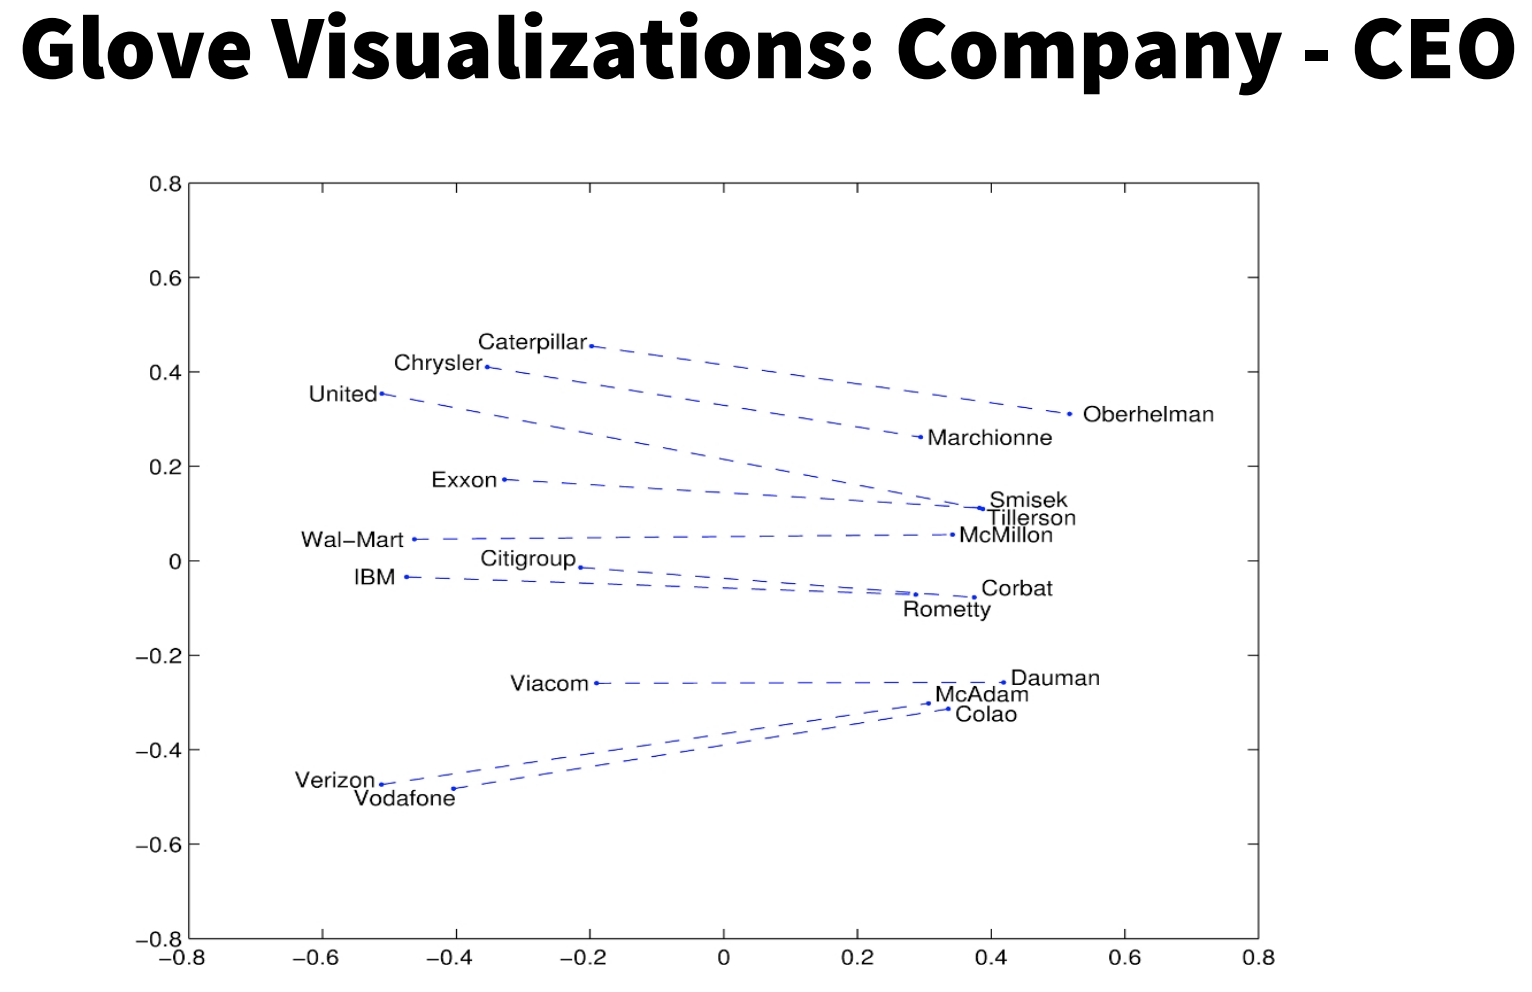 Glove Visualizations: Company - CEO
0.8
0.6
0.4
0.2
0
−0.2
−0.4
−0.6
−0.8
Caterpillar
Chrysler
United
Oberhelman
Marchionne
Exxon
Smisek
Tillerson
McMillon
Wal−Mart
Citigroup
IBM
Corbat
Rometty
Viacom
Dauman
McAdam
Colao
Verizon
Vodafone
−0.8 −0.6 −0.4 −0.2 0 0.2 0.4 0.6 0.8